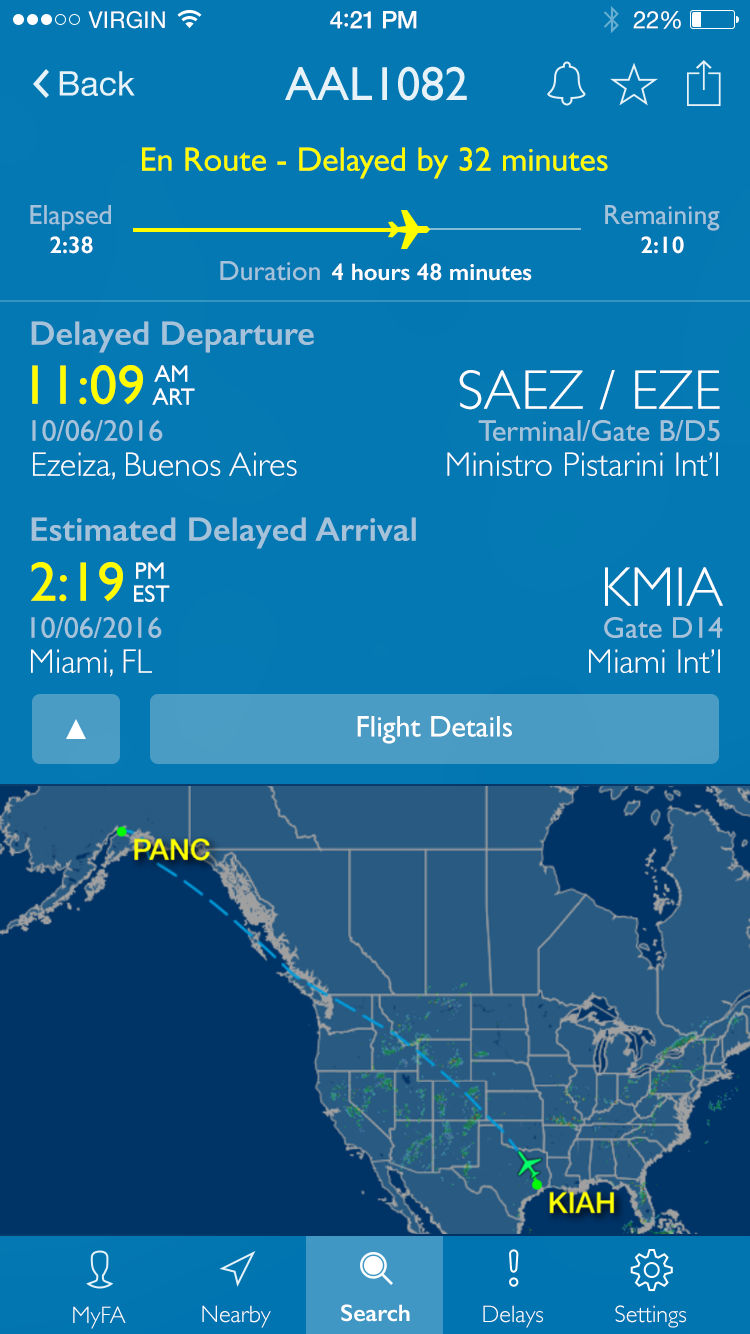 VIRGIN 4:21 PM 22%
Back AAL1082
En Route - Delayed by 32 minutes
Elapsed Remaining
2:38 2:10
Duration 4 hours 48 minutes
Delayed Departure
11:09 AM ART SAEZ / EZE
10/06/2016 Terminal/Gate B/D5
Ezeiza, Buenos Aires Ministro Pistarini Int'l
Estimated Delayed Arrival
2:19 PM EST KMIA
10/06/2016 Gate D14
Miami, FL Miami Int'l
Flight Details
PANC
KIAH
MyFA Nearby Search Delays Settings